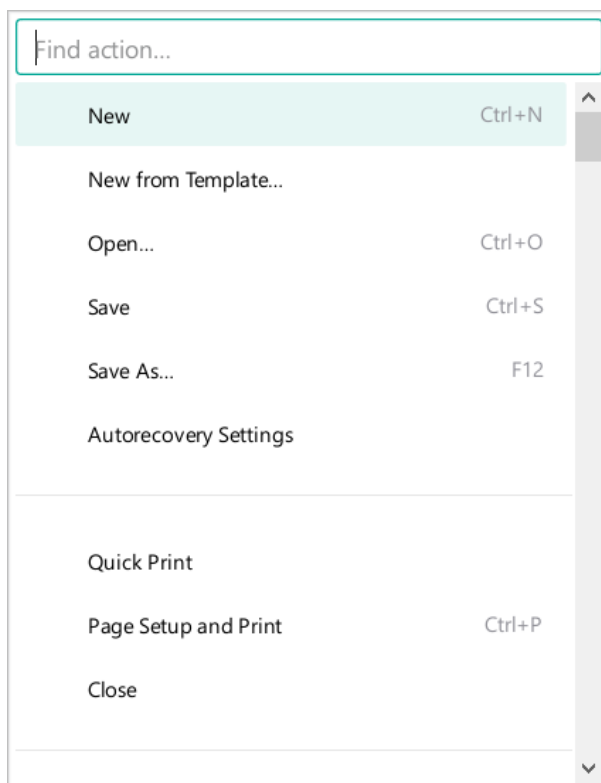 Find action...
New Ctrl+N
New from Template...
Open... Ctrl+O
Save Ctrl+S
Save As... F12
Autorecovery Settings
Quick Print
Page Setup and Print Ctrl+P
Close